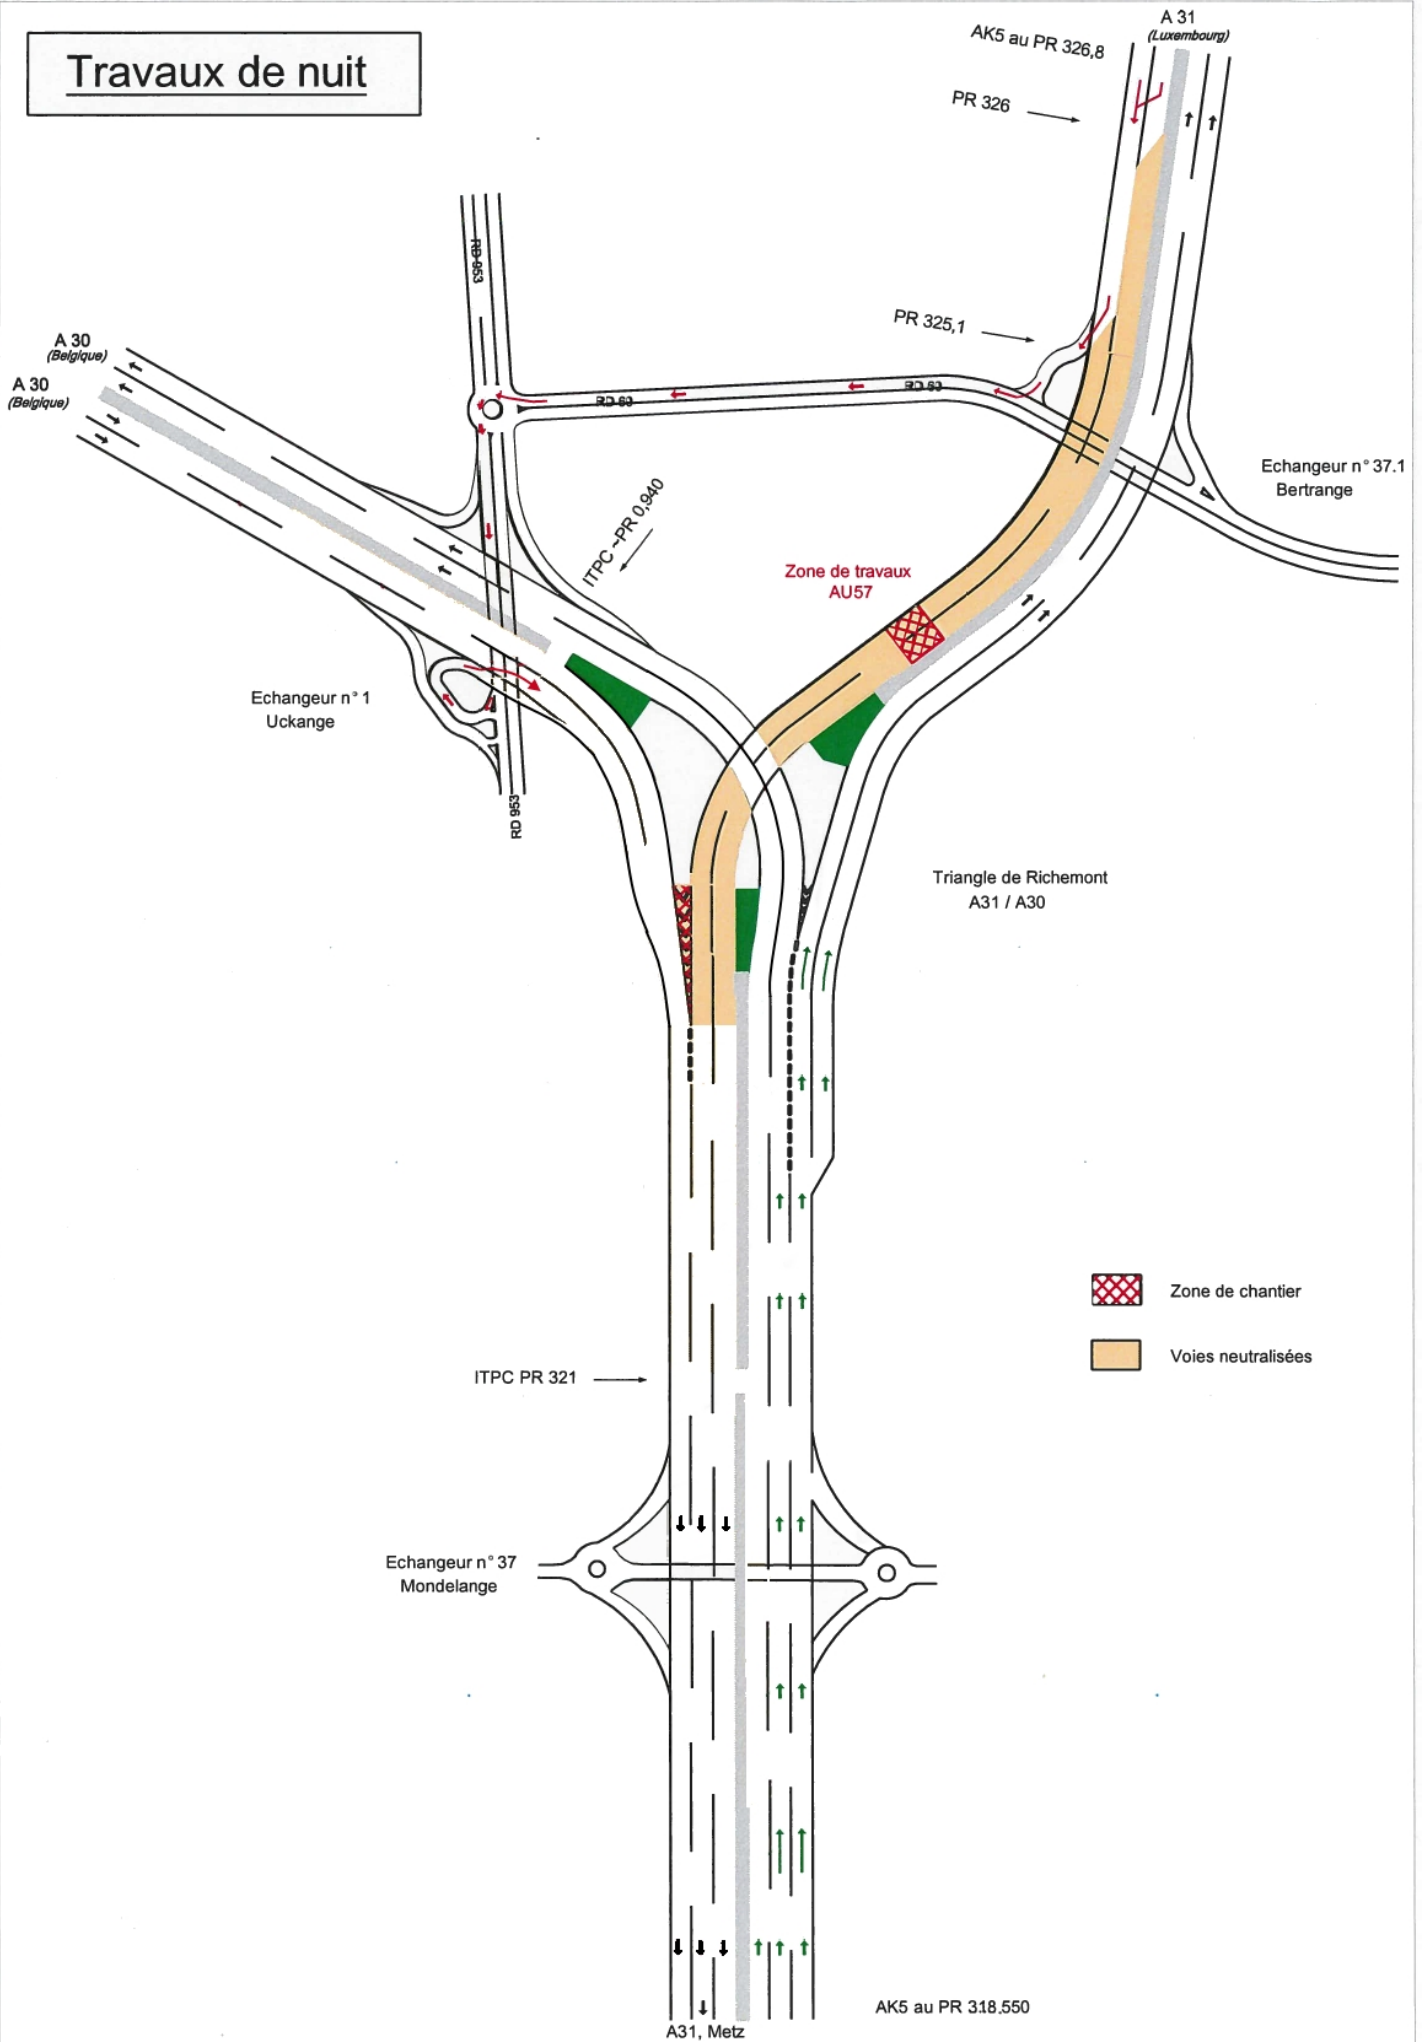 A 31
(Luxembourg)
AK5 au PR 326,8
Travaux de nuit
PR 326
RD 953
PR 325,1
A 30
(Belgique)
A 30
(Belgique)
RD 60
RD 60
Echangeur n° 37.1
Bertrange
ITPC ~PR 0,940
Zone de travaux
AU57
Echangeur n° 1
Uckange
RD 953
Triangle de Richemont
A31 / A30
Zone de chantier
Voies neutralisées
ITPC PR 321
Echangeur n° 37
Mondelange
AK5 au PR 318,550
A31, Metz